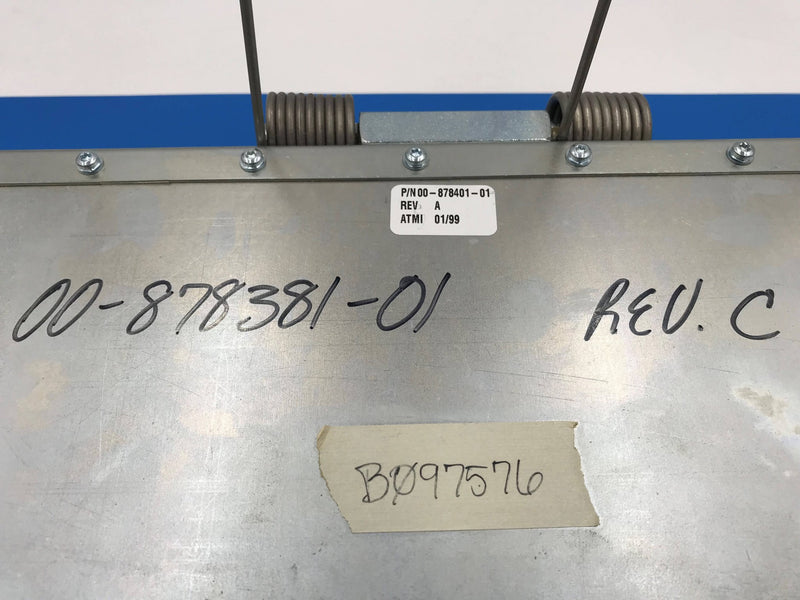 P/N 00-878401-01
REV A
ATMI 01/99
00-878381-01 REV. C
BØ97576